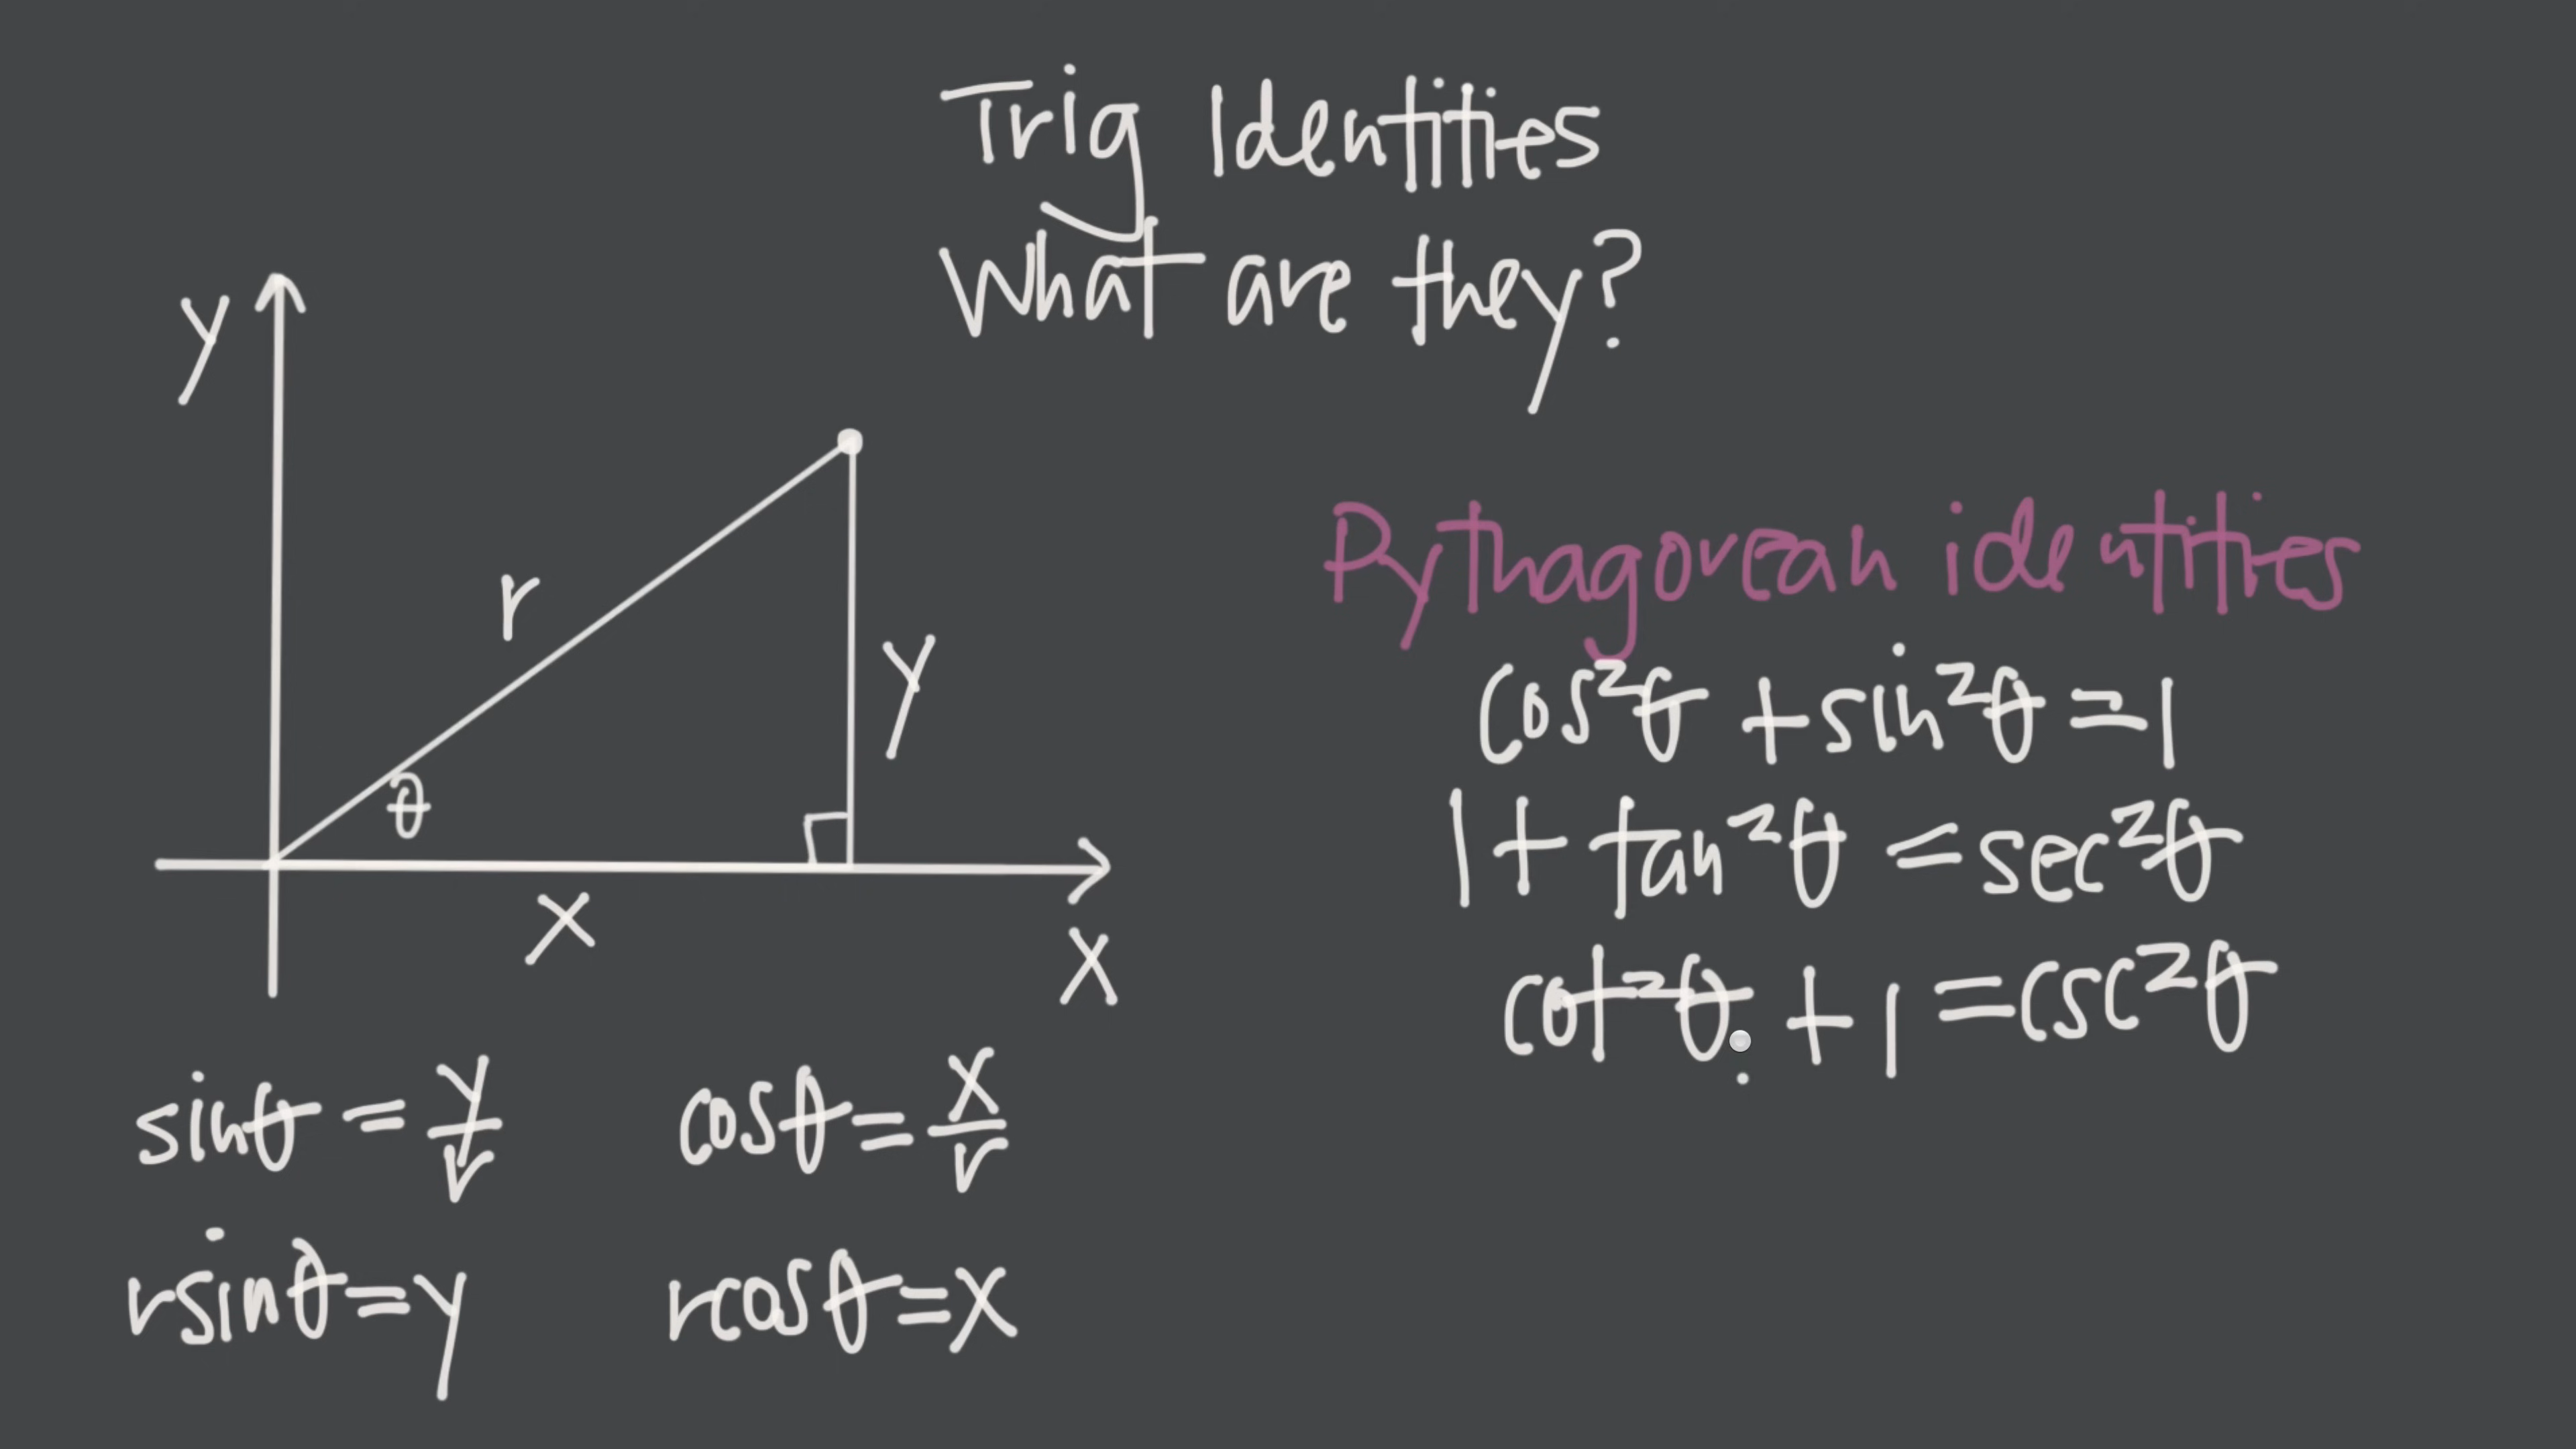 Trig Identities
What are they?
y
r
y
θ
x
x
Pythagorean identities
cos²θ + sin²θ = 1
1 + tan²θ = sec²θ
cot²θ + 1 = csc²θ
sinθ = y/r
cosθ = x/r
rsinθ = y
rcosθ = x